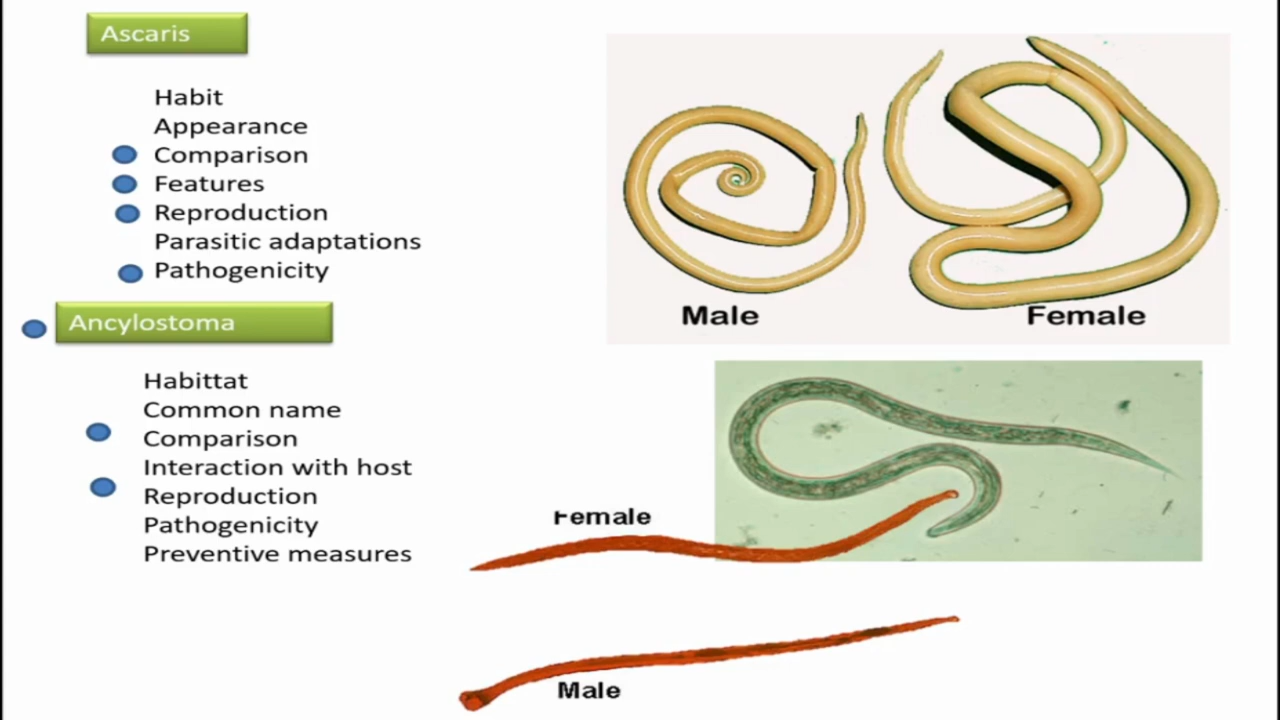 Ascaris
Habit
Appearance
Comparison
Features
Reproduction
Parasitic adaptations
Pathogenicity
Male
Female
Ancylostoma
Habittat
Common name
Comparison
Interaction with host
Reproduction
Pathogenicity
Preventive measures
Female
Male